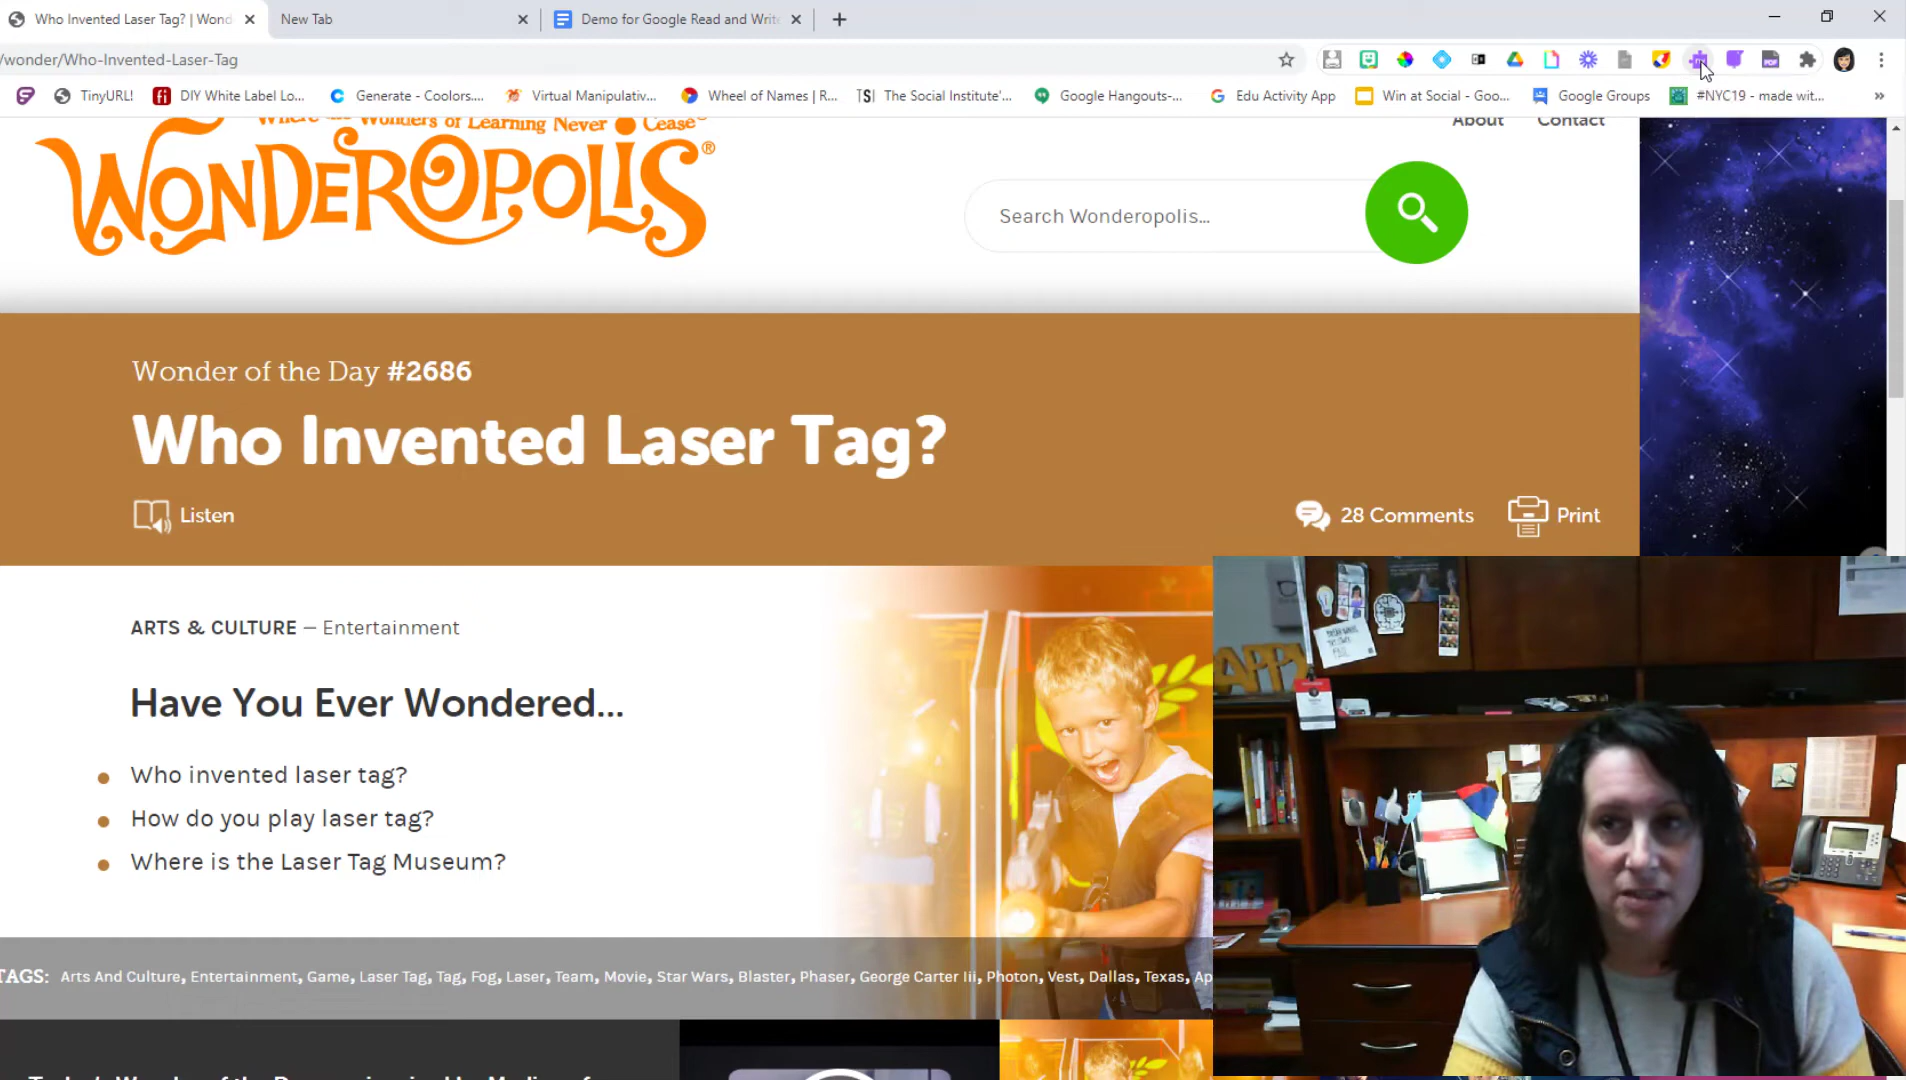 Who Invented Laser Tag? | Wond
New Tab
Demo for Google Read and Write
/wonder/Who-Invented-Laser-Tag
TinyURL!
DIY White Label Lo...
Generate - Coolors....
Virtual Manipulativ...
Wheel of Names | R...
The Social Institute'...
Google Hangouts-...
Edu Activity App
Win at Social - Goo...
Google Groups
#NYC19 - made wit...
»
Where the Wonders of Learning Never Cease
WONDEROPOLIS®
About
Contact
Search Wonderopolis...
Wonder of the Day #2686
Who Invented Laser Tag?
Listen
28 Comments
Print
ARTS & CULTURE — Entertainment
Have You Ever Wondered...
Who invented laser tag?
How do you play laser tag?
Where is the Laser Tag Museum?
TAGS: Arts And Culture, Entertainment, Game, Laser Tag, Tag, Fog, Laser, Team, Movie, Star Wars, Blaster, Phaser, George Carter Iii, Photon, Vest, Dallas, Texas, Ap